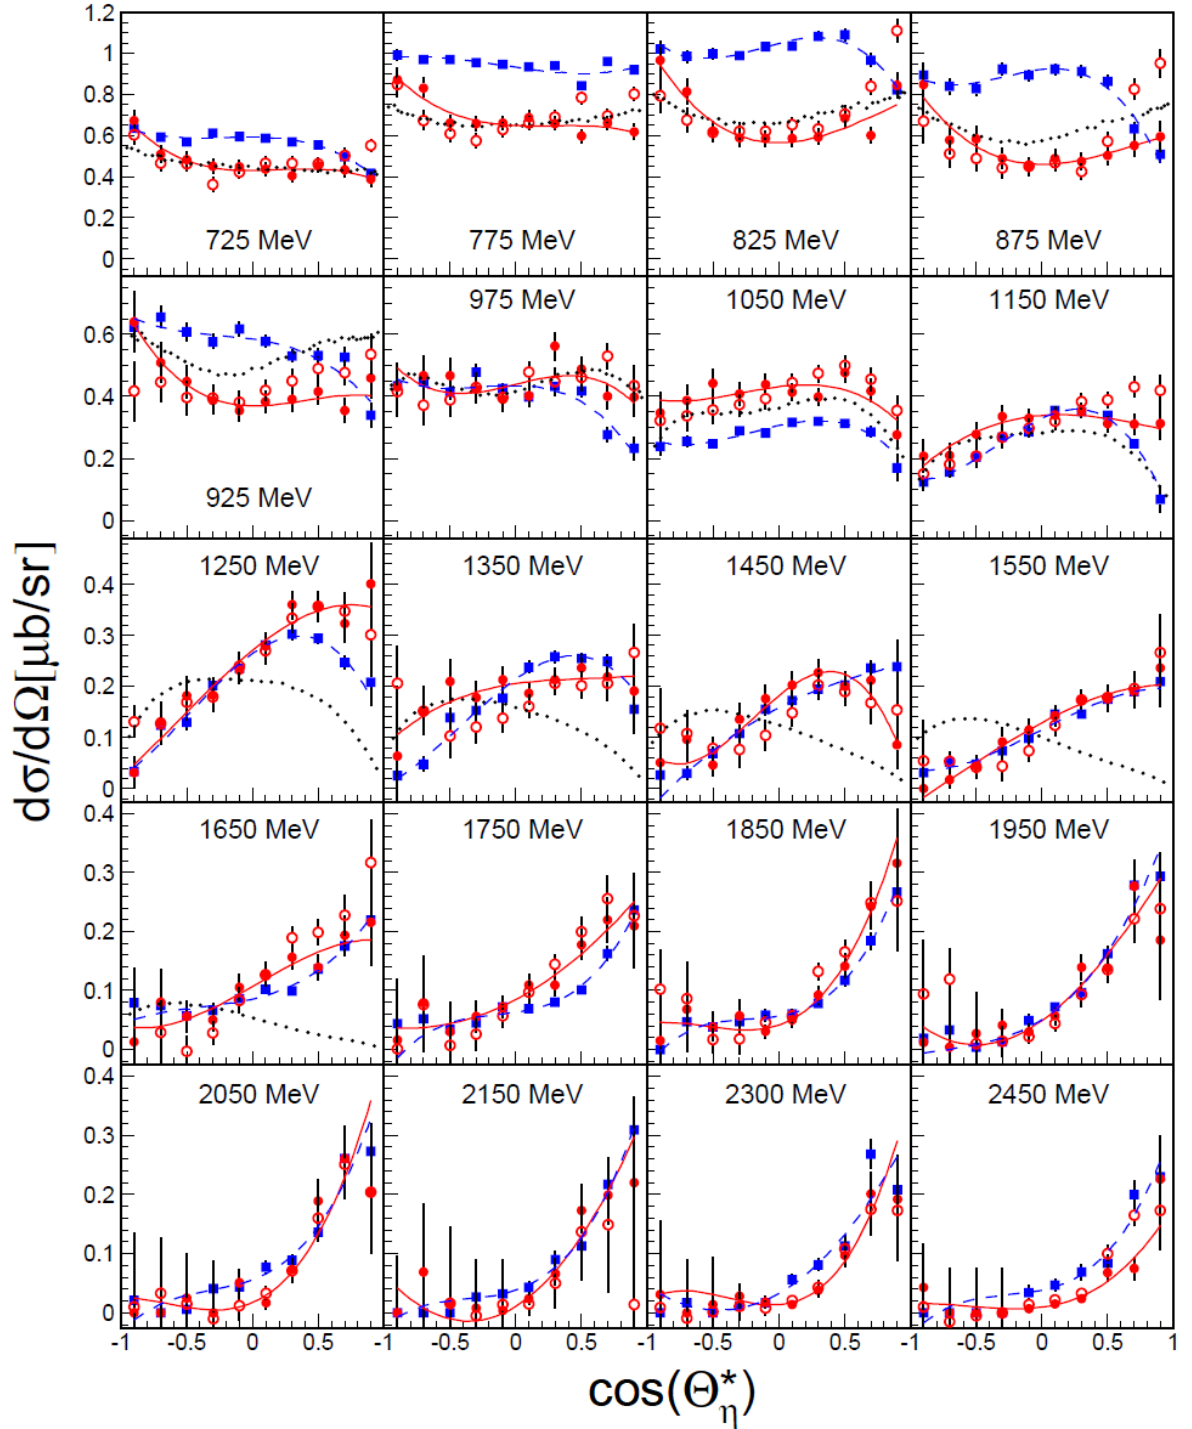 1.2
1
0.8
0.6
0.4
0.2
0
725 MeV
775 MeV
825 MeV
875 MeV
0.6
0.4
0.2
0
925 MeV
975 MeV
1050 MeV
1150 MeV
dσ/dΩ[μb/sr]
0.4
0.3
0.2
0.1
0
1250 MeV
1350 MeV
1450 MeV
1550 MeV
0.4
0.3
0.2
0.1
0
1650 MeV
1750 MeV
1850 MeV
1950 MeV
0.4
0.3
0.2
0.1
0
2050 MeV
2150 MeV
2300 MeV
2450 MeV
-1 -0.5 0 0.5 -1 -0.5 0 0.5 -1 -0.5 0 0.5 -1 -0.5 0 0.5 1
cos(Θ*η)